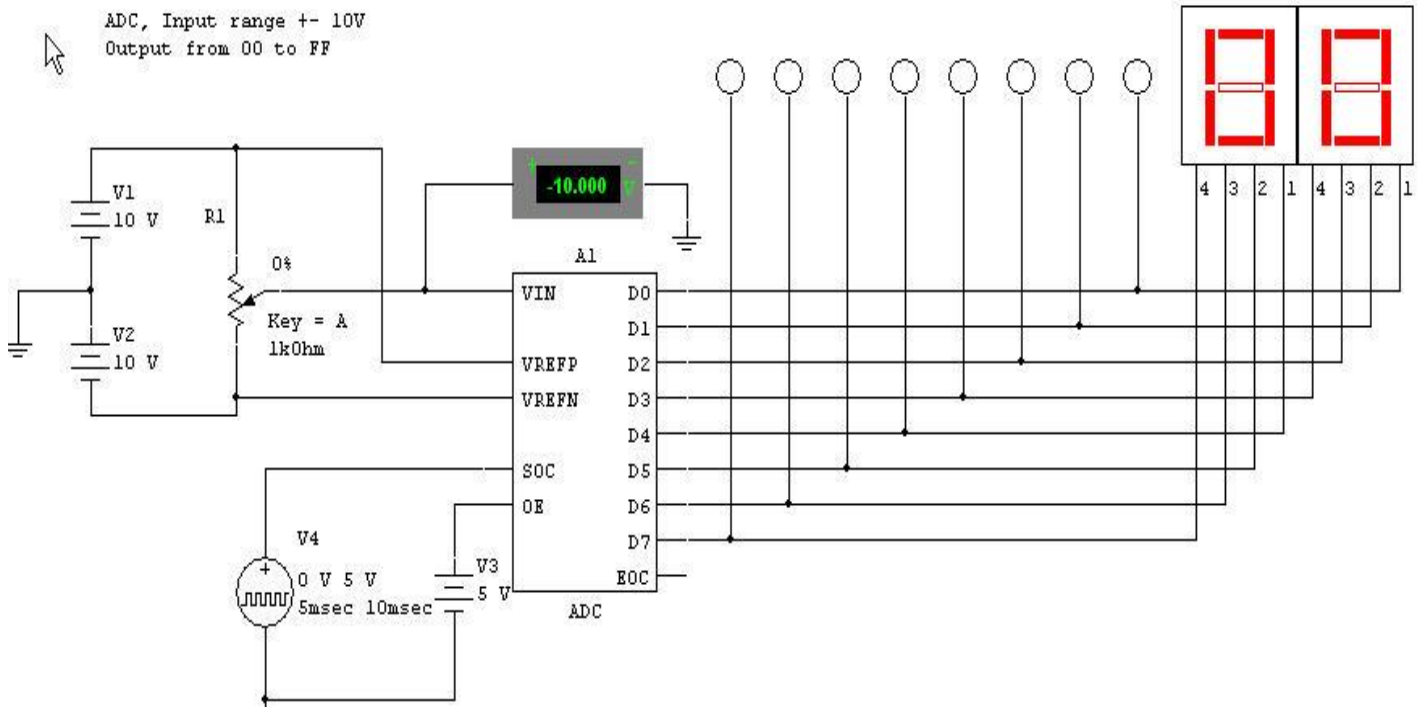 ADC, Input range +- 10V
Output from 00 to FF
00
4 3 2 1 4 3 2 1
V1
10 V
R1
0%
Key = A
1kOhm
V2
10 V
+ -
-10.000 V
A1
VIN D0
D1
VREFP D2
VREFN D3
D4
SOC D5
OE D6
D7
EOC
ADC
V4
+
0 V 5 V
5msec 10msec
V3
5 V